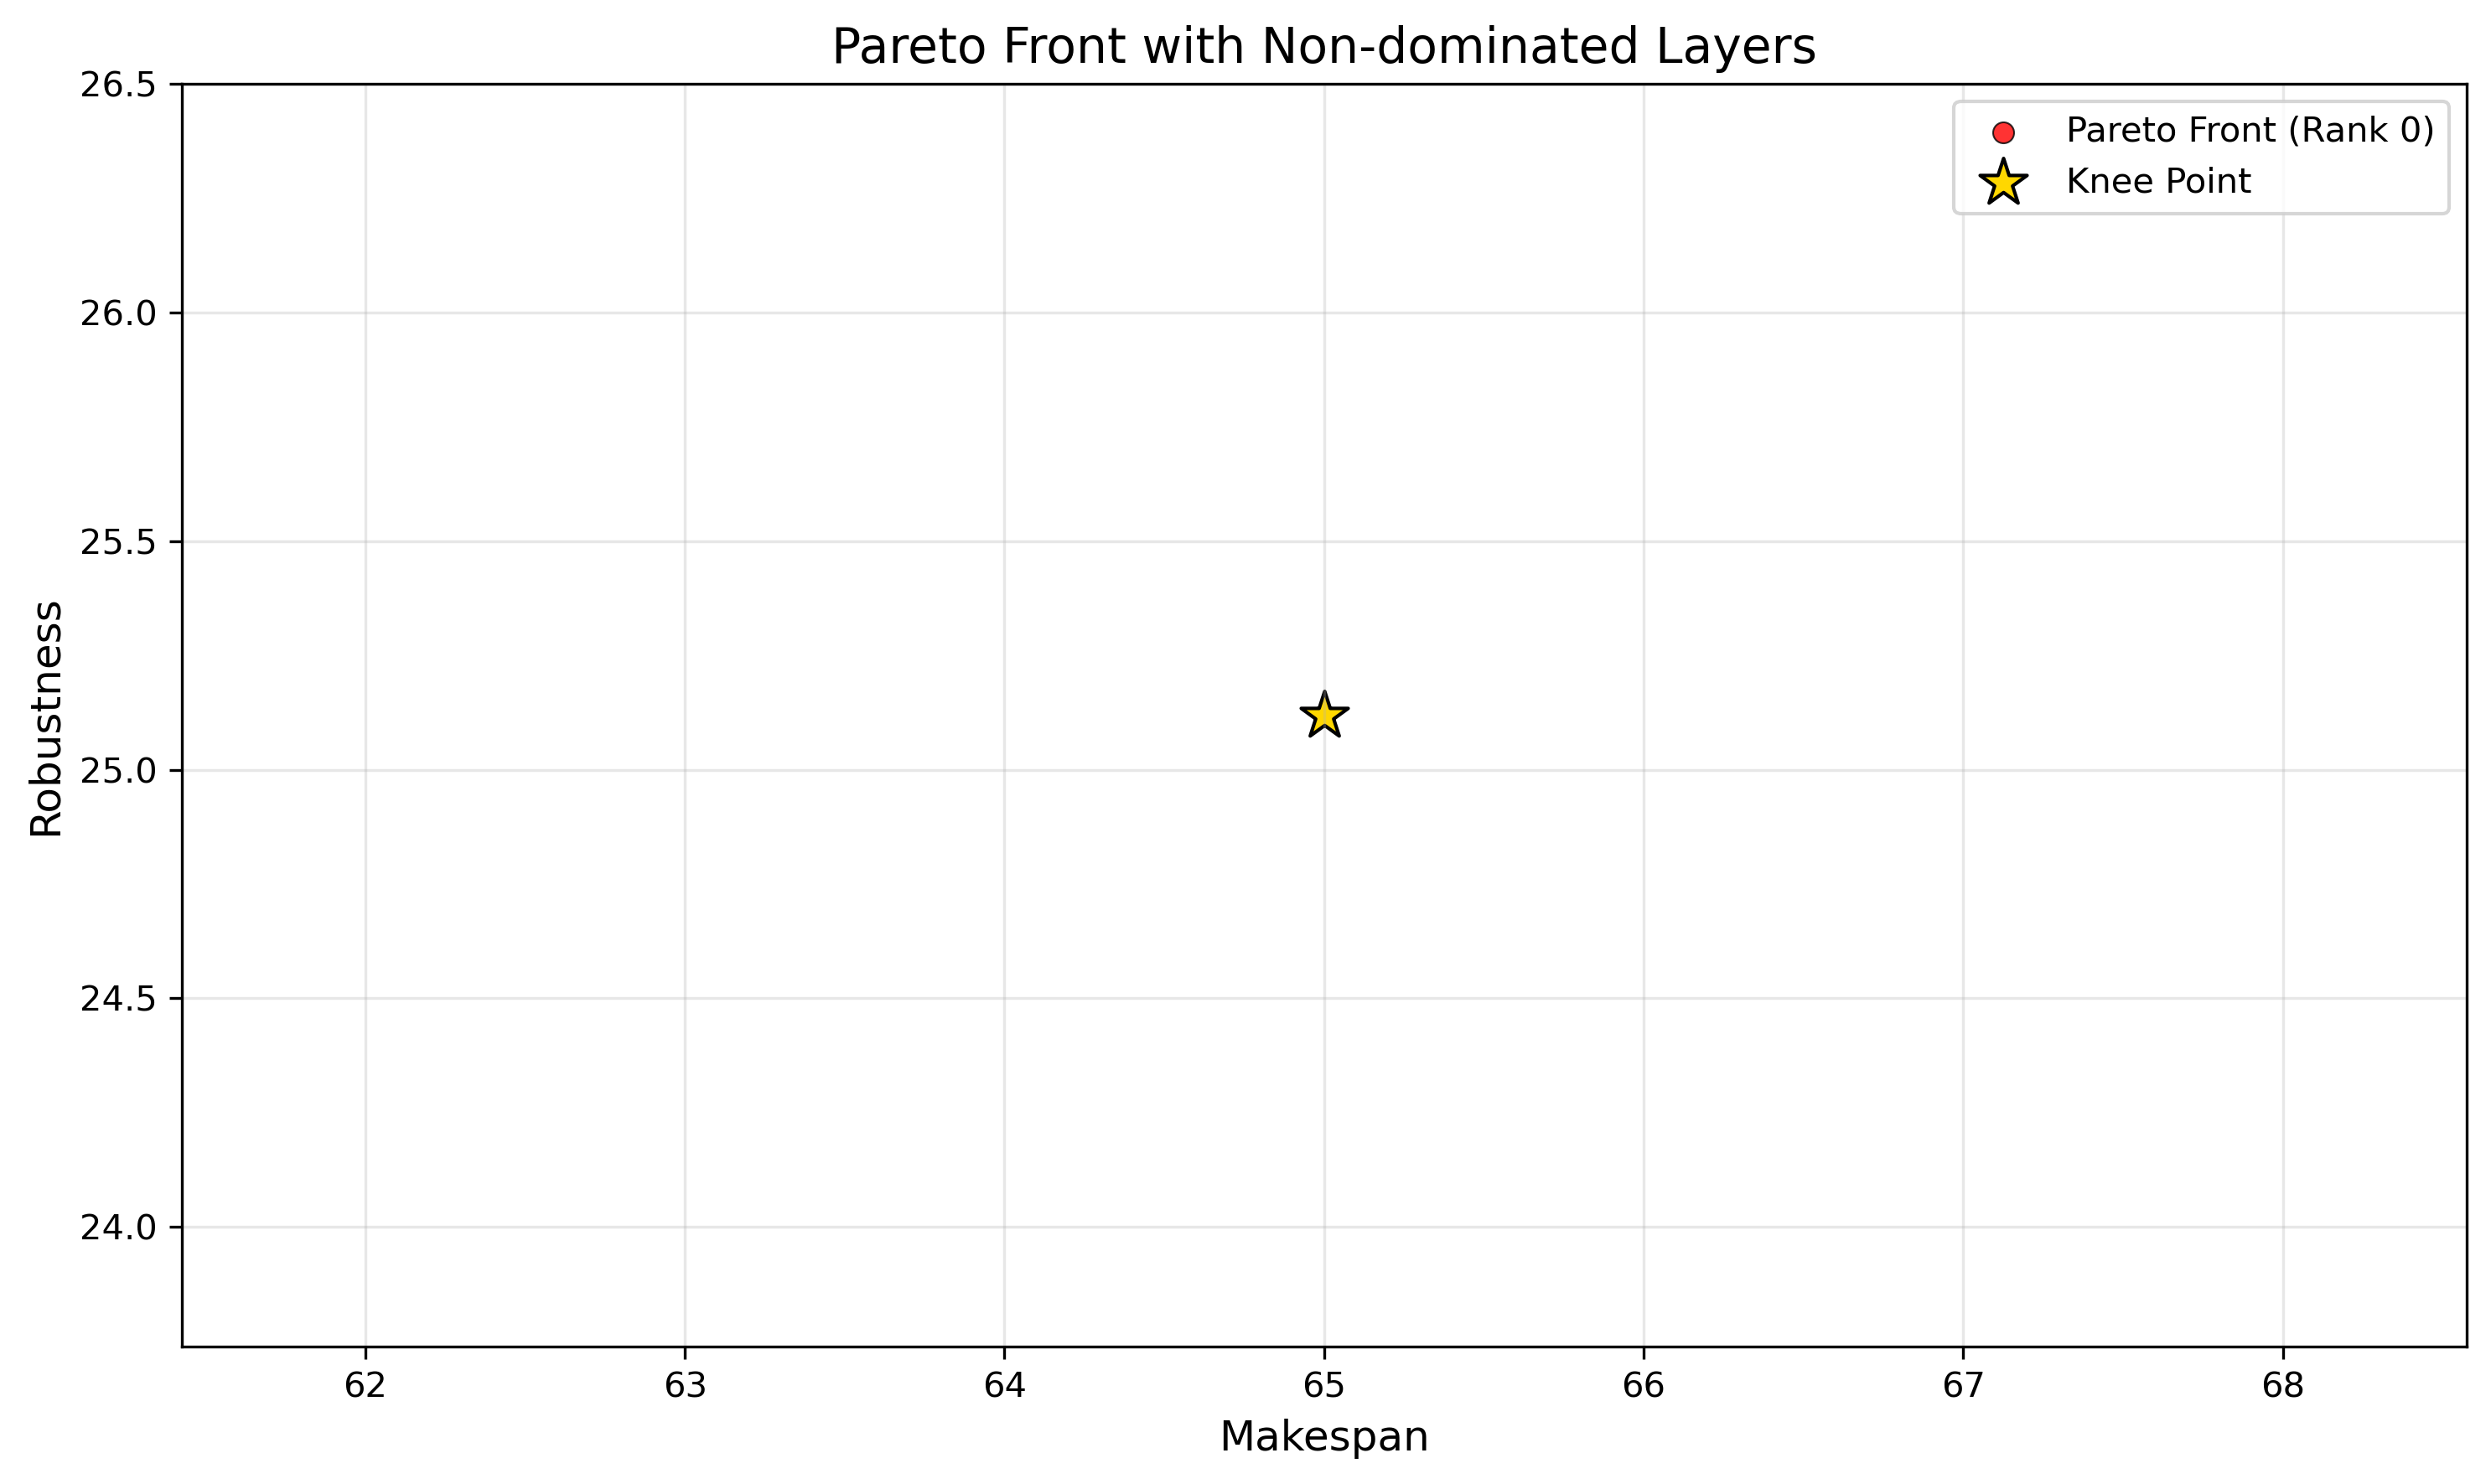 Pareto Front with Non-dominated Layers
Pareto Front (Rank 0)
Knee Point
Robustness
26.5
26.0
25.5
25.0
24.5
24.0
62 63 64 65 66 67 68
Makespan